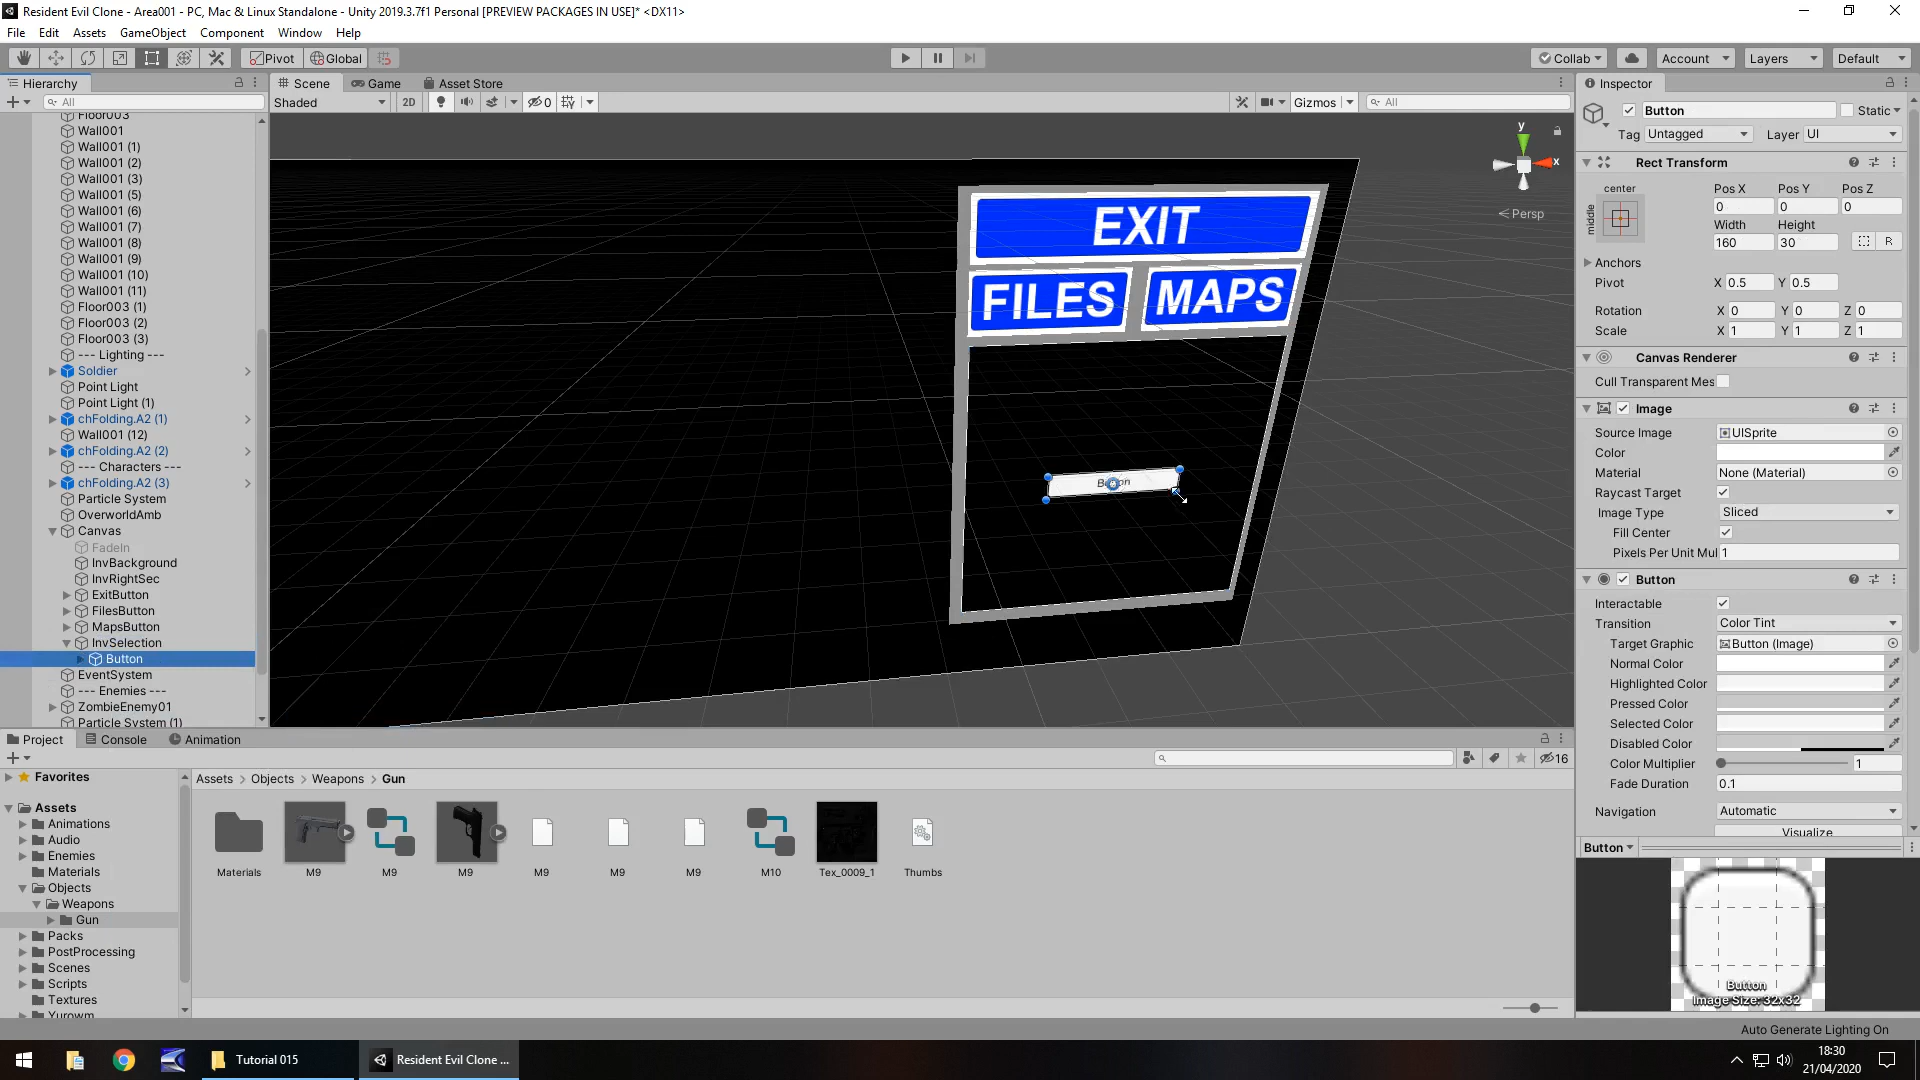 Resident Evil Clone - Area001 - PC, Mac & Linux Standalone - Unity 2019.3.7f1 Personal [PREVIEW PACKAGES IN USE]* <DX11>
File Edit Assets GameObject Component Window Help
Pivot Global Collab Account Layers Default
Hierarchy
All
Floor003
Wall001
Wall001 (1)
Wall001 (2)
Wall001 (3)
Wall001 (5)
Wall001 (6)
Wall001 (7)
Wall001 (8)
Wall001 (9)
Wall001 (10)
Wall001 (11)
Floor003 (1)
Floor003 (2)
Floor003 (3)
--- Lighting ---
Soldier
Point Light
Point Light (1)
chFolding.A2 (1)
Wall001 (12)
chFolding.A2 (2)
--- Characters ---
chFolding.A2 (3)
Particle System
OverworldAmb
Canvas
FadeIn
InvBackground
InvRightSec
ExitButton
FilesButton
MapsButton
InvSelection
Button
EventSystem
--- Enemies ---
ZombieEnemy01
Particle System (1)
Scene Game Asset Store
Shaded 2D 0 Gizmos All
y
x
Persp
EXIT
FILES MAPS
Inspector
Button Static
Tag Untagged Layer UI
Rect Transform
center
middle
Pos X Pos Y Pos Z
0 0 0
Width Height
160 30 R
Anchors
Pivot X 0.5 Y 0.5
Rotation X 0 Y 0 Z 0
Scale X 1 Y 1 Z 1
Canvas Renderer
Cull Transparent Mes
Image
Source Image UISprite
Color
Material None (Material)
Raycast Target
Image Type Sliced
Fill Center
Pixels Per Unit Mul 1
Button
Interactable
Transition Color Tint
Target Graphic Button (Image)
Normal Color
Highlighted Color
Pressed Color
Selected Color
Disabled Color
Color Multiplier 1
Fade Duration 0.1
Navigation Automatic
Visualize
Button
Button
Image Size: 32x32
Project Console Animation
16
Favorites
Assets
Animations
Audio
Enemies
Materials
Objects
Weapons
Gun
Packs
PostProcessing
Scenes
Scripts
Textures
Yurowm
Assets > Objects > Weapons > Gun
Materials M9 M9 M9 M9 M9 M9 M10 Tex_0009_1 Thumbs
Auto Generate Lighting On
Tutorial 015
Resident Evil Clone ...
18:30
21/04/2020